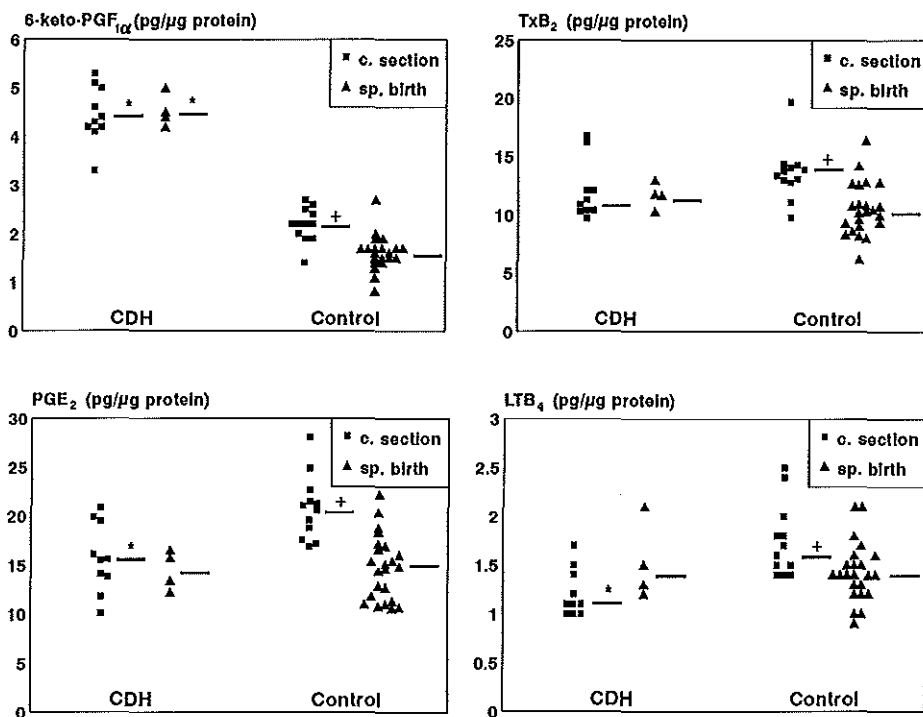 6-keto-PGF1α (pg/µg protein)
6
5
4
3
2
1
0
■ c. section
▲ sp. birth
*
*
+
CDH
Control
TxB2 (pg/µg protein)
25
20
15
10
5
0
■ c. section
▲ sp. birth
+
CDH
Control
PGE2 (pg/µg protein)
30
25
20
15
10
5
0
■ c. section
▲ sp. birth
*
+
CDH
Control
LTB4 (pg/µg protein)
3
2.5
2
1.5
1
0.5
0
■ c. section
▲ sp. birth
*
+
CDH
Control